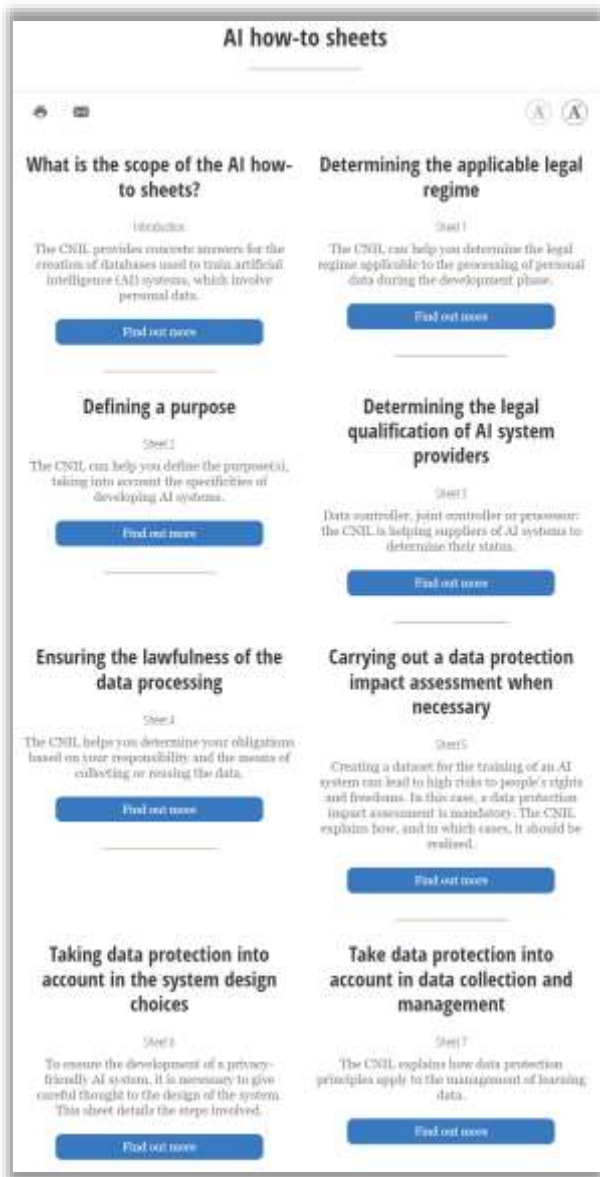 AI how-to sheets
A A
What is the scope of the AI how-
to sheets?
Introduction
The CNIL provides concrete answers for the
creation of databases used to train artificial
intelligence (AI) systems, which involve
personal data.
Find out more
Determining the applicable legal
regime
Sheet 1
The CNIL can help you determine the legal
regime applicable to the processing of personal
data during the development phase.
Find out more
Defining a purpose
Sheet 2
The CNIL can help you define the purpose(s),
taking into account the specificities of
developing AI systems.
Find out more
Determining the legal
qualification of AI system
providers
Sheet 3
Data controller, joint controller or processor:
the CNIL is helping suppliers of AI systems to
determine their status.
Find out more
Ensuring the lawfulness of the
data processing
Sheet 4
The CNIL helps you determine your obligations
based on your responsibility and the means of
collecting or reusing the data.
Find out more
Carrying out a data protection
impact assessment when
necessary
Sheet 5
Creating a dataset for the training of an AI
system can lead to high risks to people's rights
and freedoms. In this case, a data protection
impact assessment is mandatory. The CNIL
explains how, and in which cases, it should be
realised.
Find out more
Taking data protection into
account in the system design
choices
Sheet 6
To ensure the development of a privacy-
friendly AI system, it is necessary to give
careful thought to the design of the system.
This sheet details the steps involved.
Find out more
Take data protection into
account in data collection and
management
Sheet 7
The CNIL explains how data protection
principles apply to the management of learning
data.
Find out more